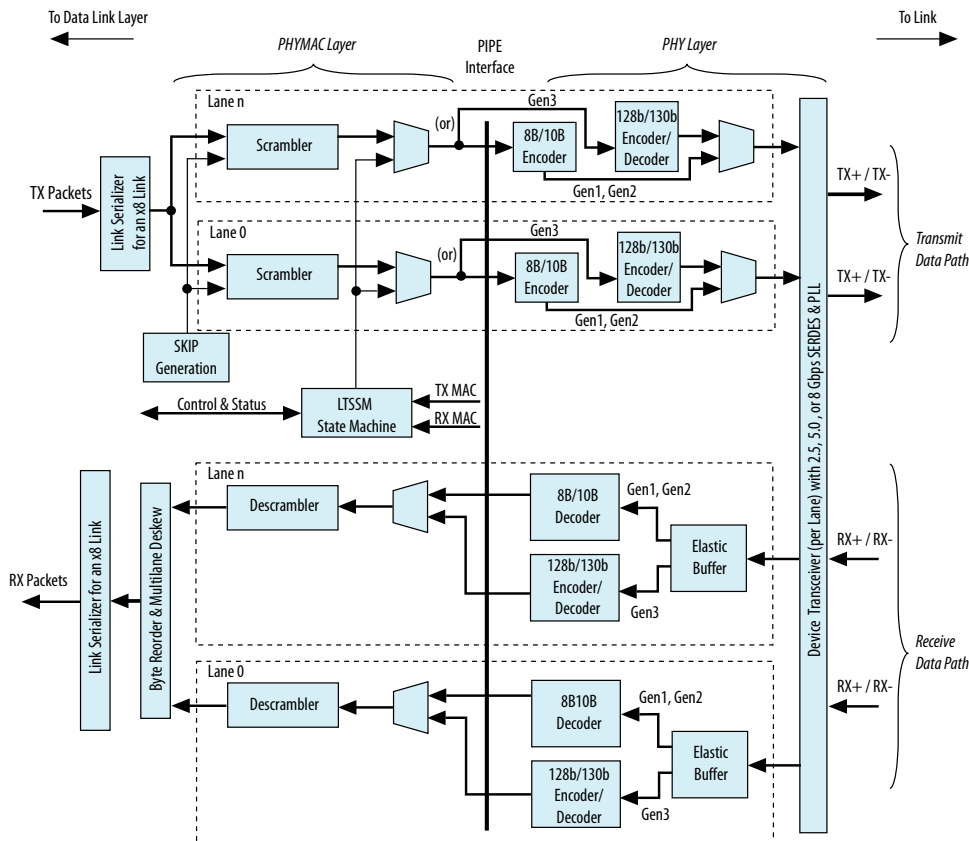 To Data Link Layer
PHYMAC Layer
PIPE
Interface
PHY Layer
To Link
Lane n
Scrambler
(or)
Gen3
8B/10B
Encoder
128b/130b
Encoder/
Decoder
Gen1, Gen2
TX Packets
Link Serializer
for an x8 Link
Lane 0
Scrambler
(or)
Gen3
8B/10B
Encoder
128b/130b
Encoder/
Decoder
Gen1, Gen2
TX+ / TX-
TX+ / TX-
Transmit
Data Path
SKIP
Generation
Control & Status
LTSSM
State Machine
TX MAC
RX MAC
Device Transceiver (per Lane) with 2.5, 5.0 , or 8 Gbps SERDES & PLL
Lane n
Descrambler
8B/10B
Decoder
Gen1, Gen2
128b/130b
Encoder/
Decoder
Gen3
Elastic
Buffer
RX+ / RX-
RX Packets
Link Serializer for an x8 Link
Byte Reorder & Multilane Deskew
Lane 0
Descrambler
8B10B
Decoder
Gen1, Gen2
128b/130b
Encoder/
Decoder
Gen3
Elastic
Buffer
RX+ / RX-
Receive
Data Path